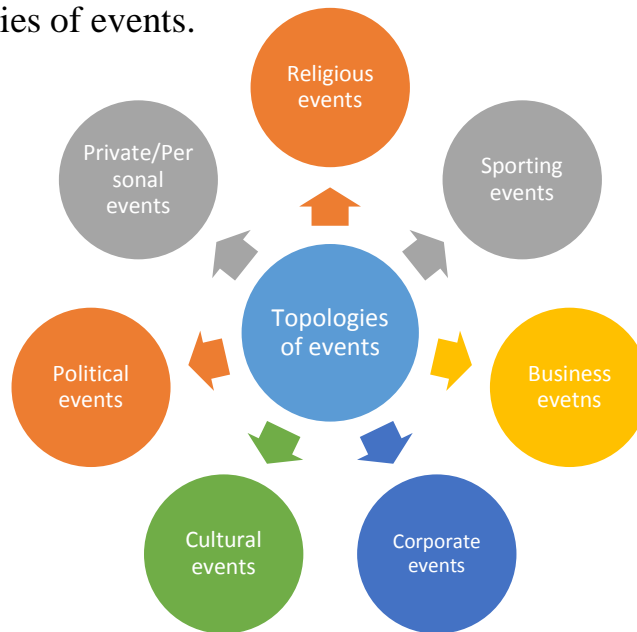 ies of events.
Religious
events
Sporting
events
Business
evetns
Corporate
events
Cultural
events
Political
events
Private/Per
sonal
events
Topologies
of events